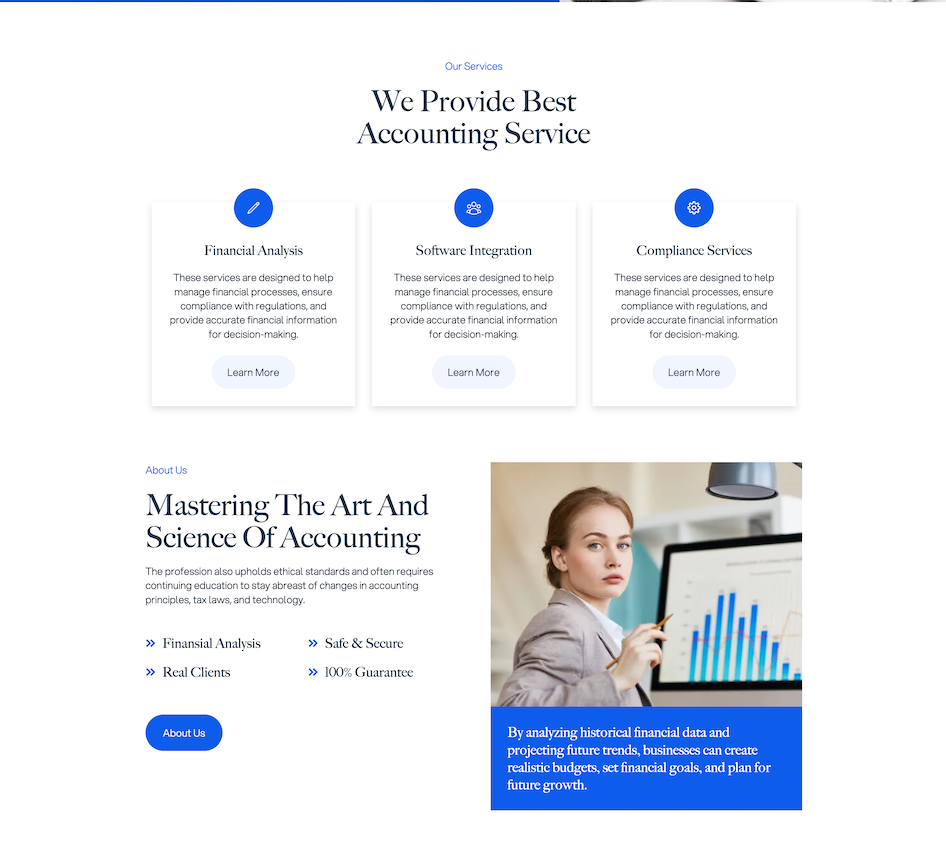 Our Services
We Provide Best
Accounting Service
Financial Analysis
These services are designed to help
manage financial processes, ensure
compliance with regulations, and
provide accurate financial information
for decision-making.
Learn More
Software Integration
These services are designed to help
manage financial processes, ensure
compliance with regulations, and
provide accurate financial information
for decision-making.
Learn More
Compliance Services
These services are designed to help
manage financial processes, ensure
compliance with regulations, and
provide accurate financial information
for decision-making.
Learn More
About Us
Mastering The Art And
Science Of Accounting
The profession also upholds ethical standards and often requires
continuing education to stay abreast of changes in accounting
principles, tax laws, and technology.
Finansial Analysis
Safe & Secure
Real Clients
100% Guarantee
About Us
By analyzing historical financial data and
projecting future trends, businesses can create
realistic budgets, set financial goals, and plan for
future growth.